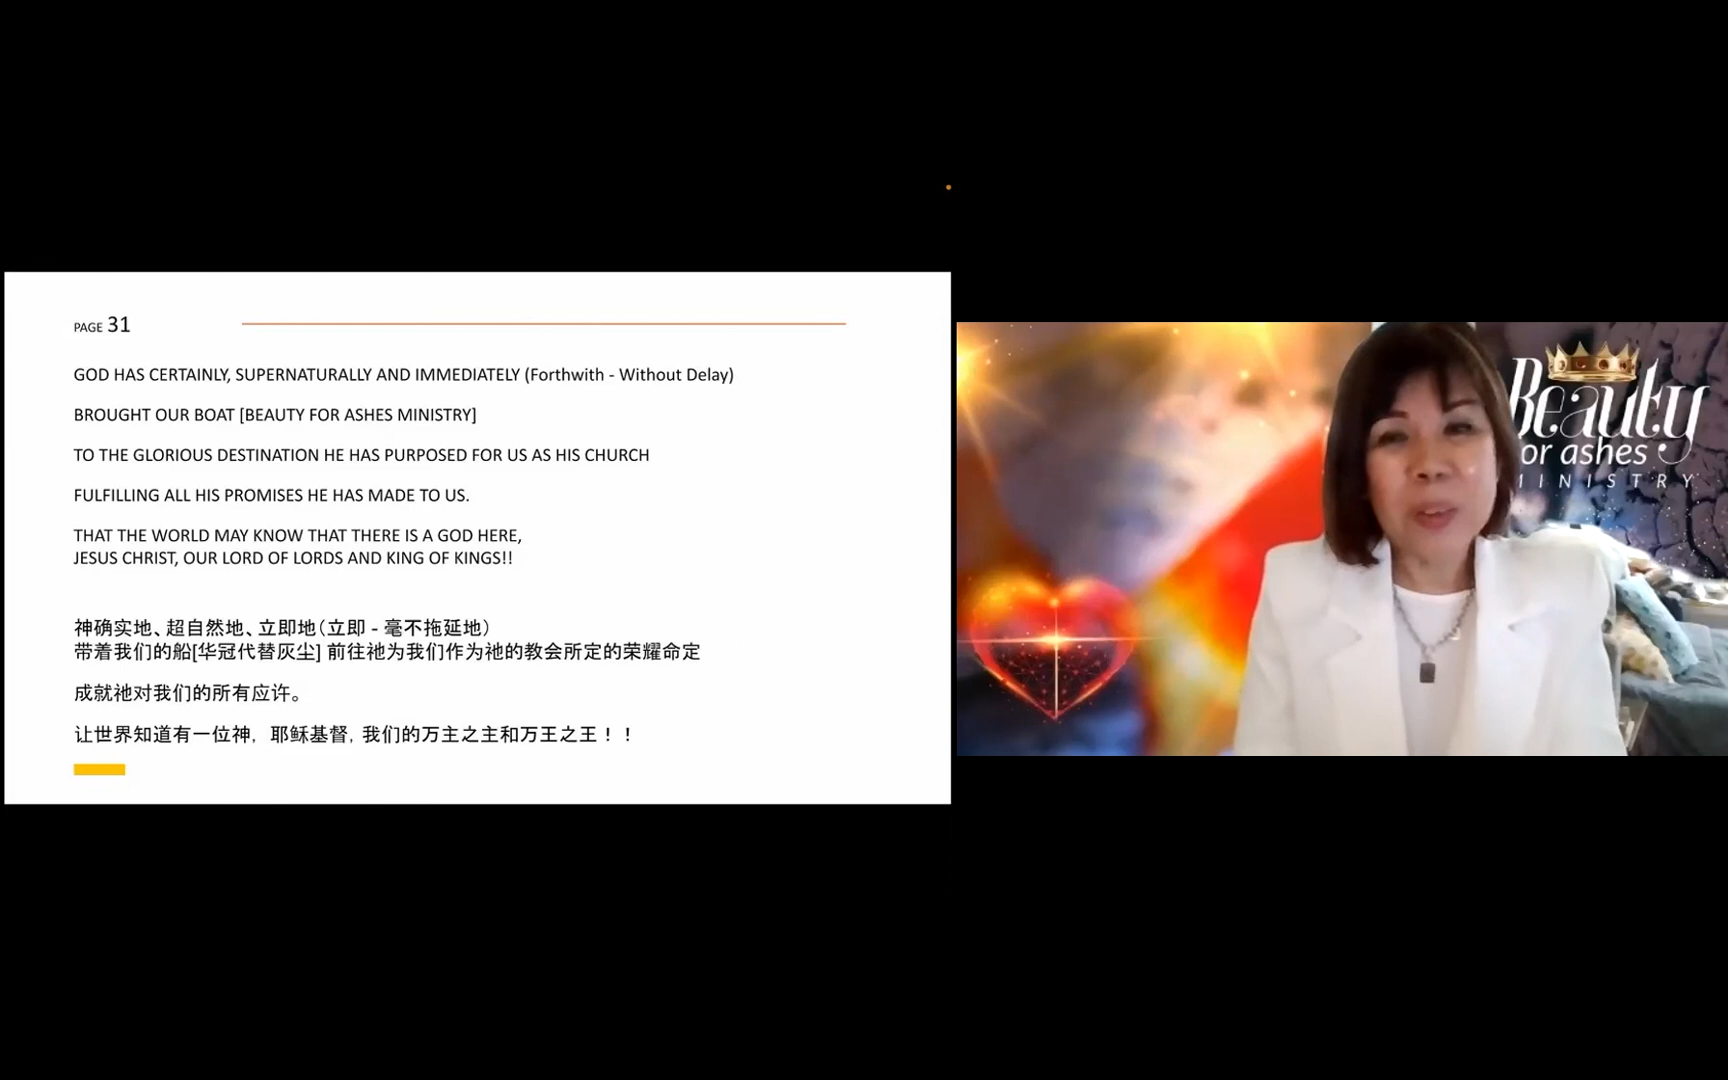 PAGE 31
GOD HAS CERTAINLY, SUPERNATURALLY AND IMMEDIATELY (Forthwith - Without Delay)
BROUGHT OUR BOAT [BEAUTY FOR ASHES MINISTRY]
TO THE GLORIOUS DESTINATION HE HAS PURPOSED FOR US AS HIS CHURCH
FULFILLING ALL HIS PROMISES HE HAS MADE TO US.
THAT THE WORLD MAY KNOW THAT THERE IS A GOD HERE,
JESUS CHRIST, OUR LORD OF LORDS AND KING OF KINGS!!
神确实地、超自然地、立即地（立即 - 毫不拖延地）
带着我们的船[华冠代替灰尘] 前往祂为我们作为祂的教会所定的荣耀命定
成就祂对我们的所有应许。
让世界知道有一位神，耶稣基督，我们的万主之主和万王之王！！
Beauty
or ashes
MINISTRY